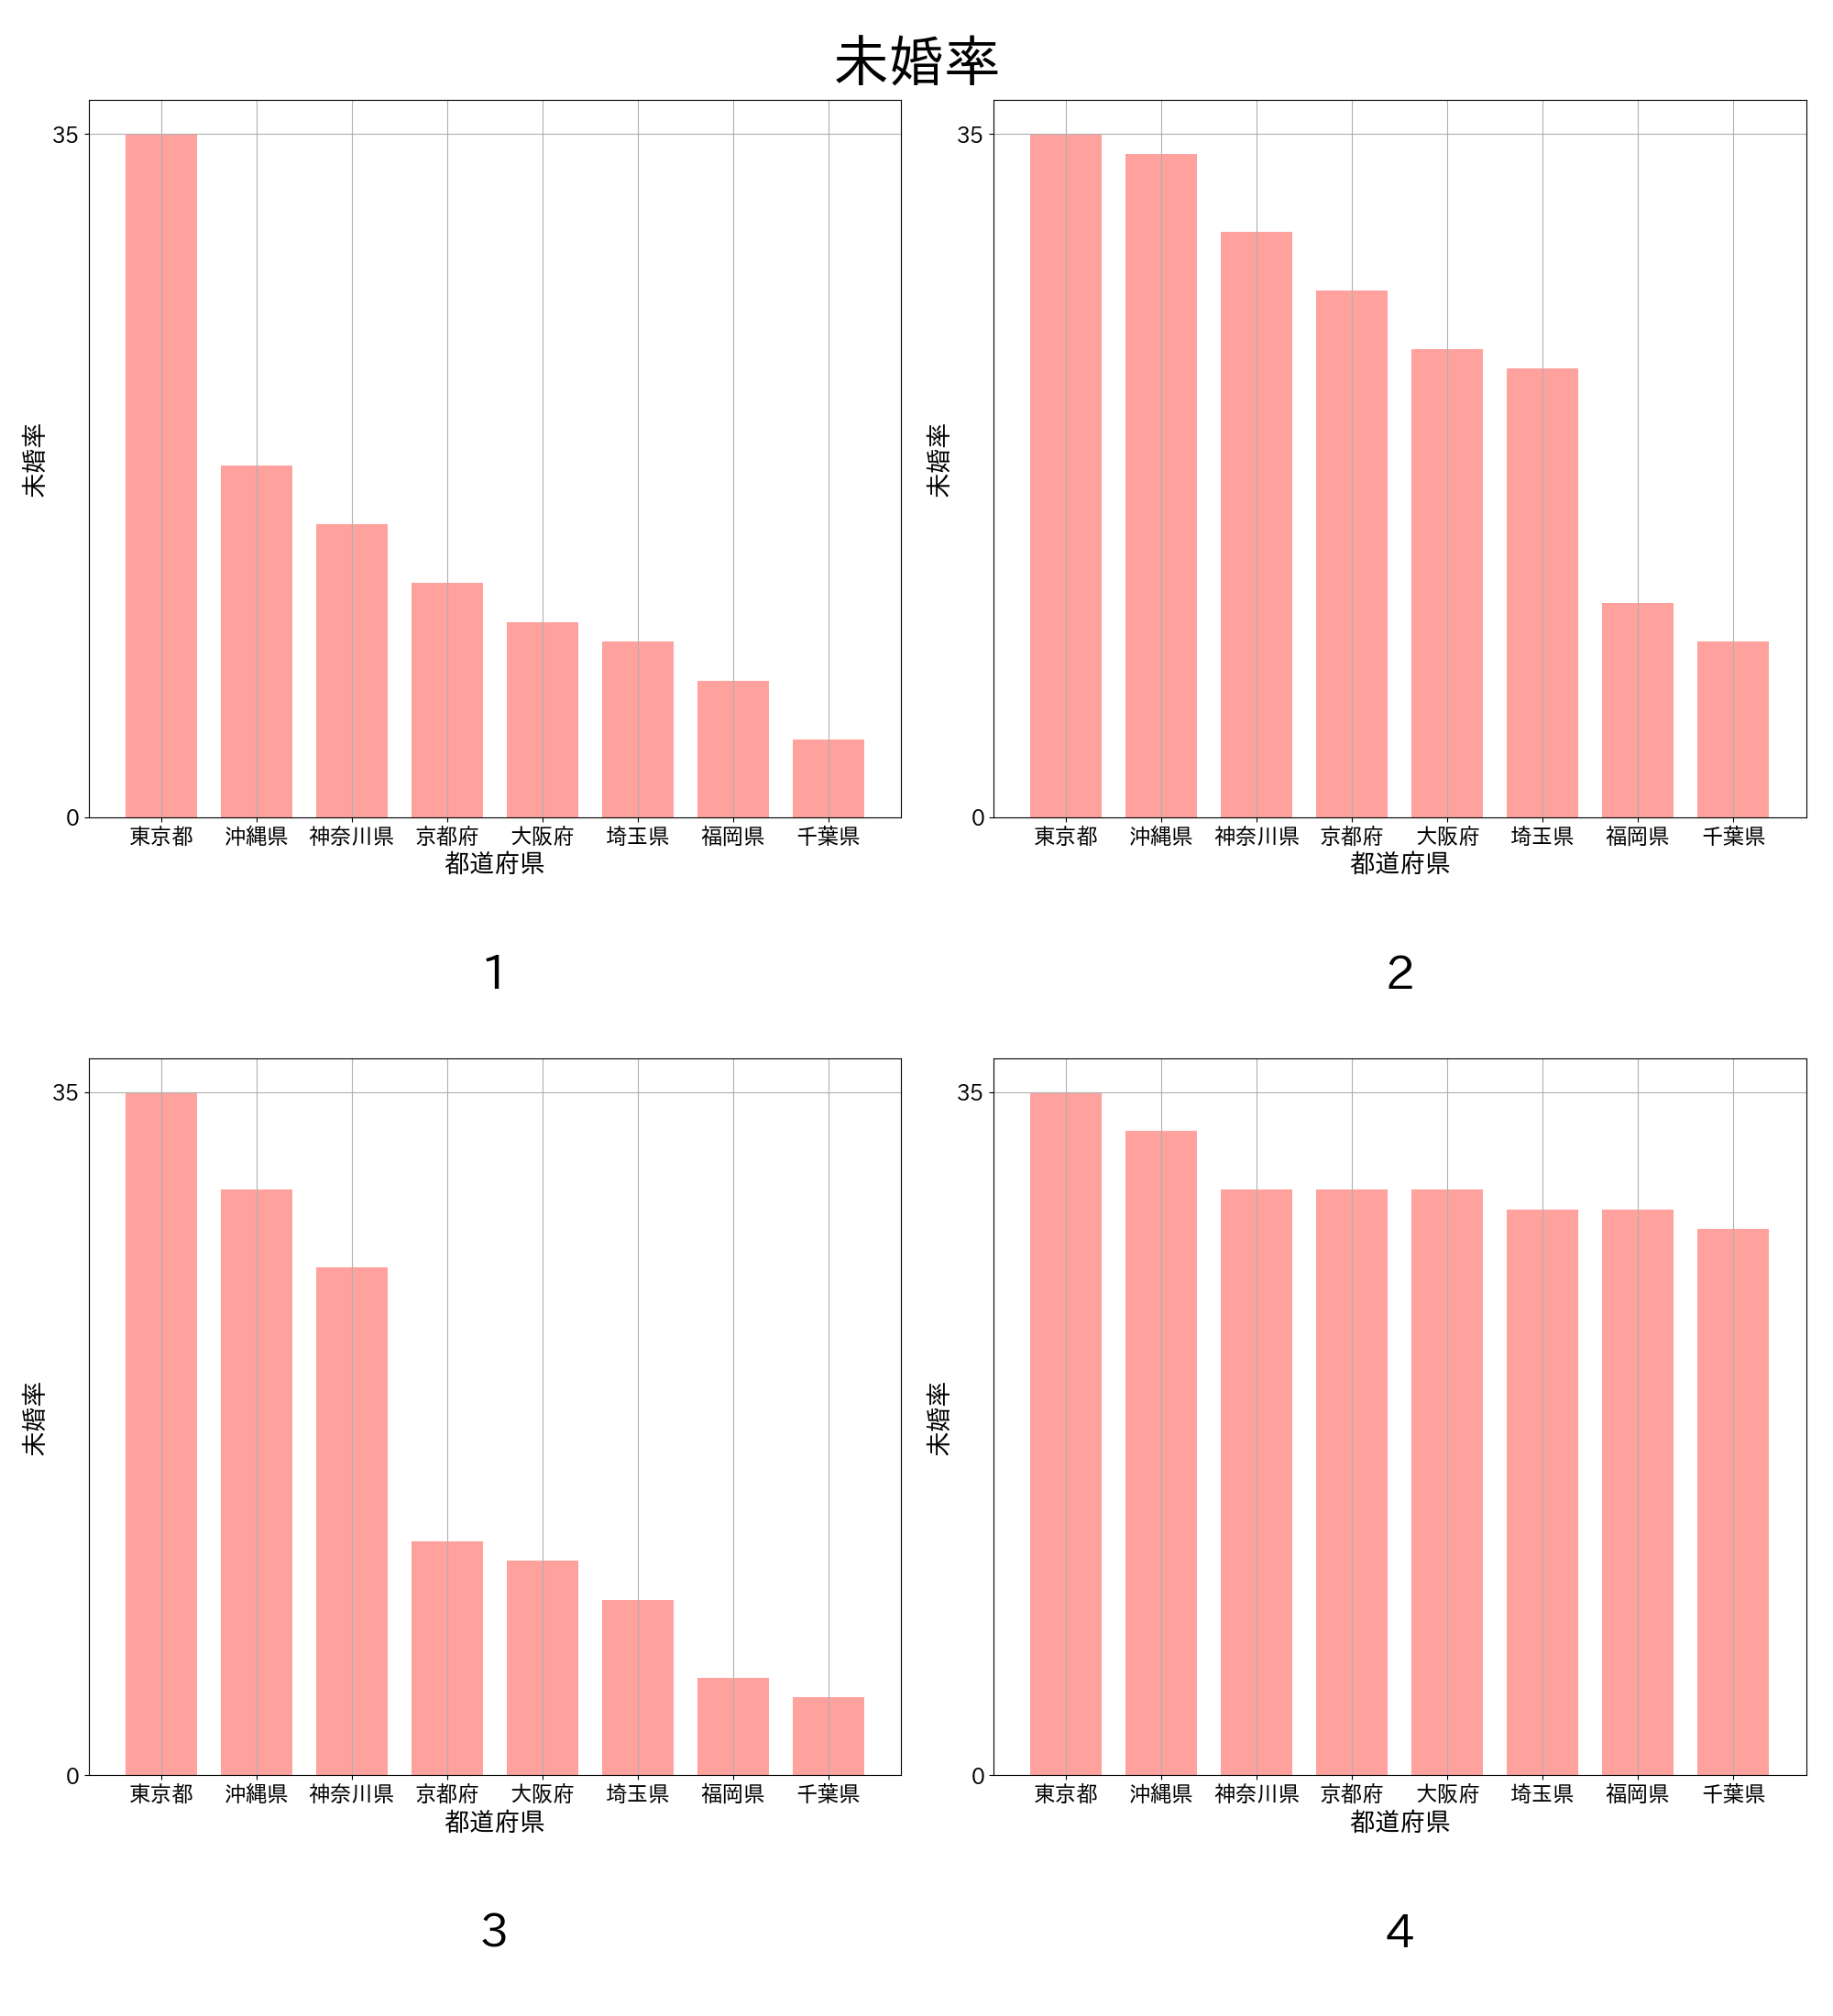 未婚率
35
0
未婚率
東京都 沖縄県 神奈川県 京都府 大阪府 埼玉県 福岡県 千葉県
都道府県
1
35
0
未婚率
東京都 沖縄県 神奈川県 京都府 大阪府 埼玉県 福岡県 千葉県
都道府県
2
35
0
未婚率
東京都 沖縄県 神奈川県 京都府 大阪府 埼玉県 福岡県 千葉県
都道府県
3
35
0
未婚率
東京都 沖縄県 神奈川県 京都府 大阪府 埼玉県 福岡県 千葉県
都道府県
4